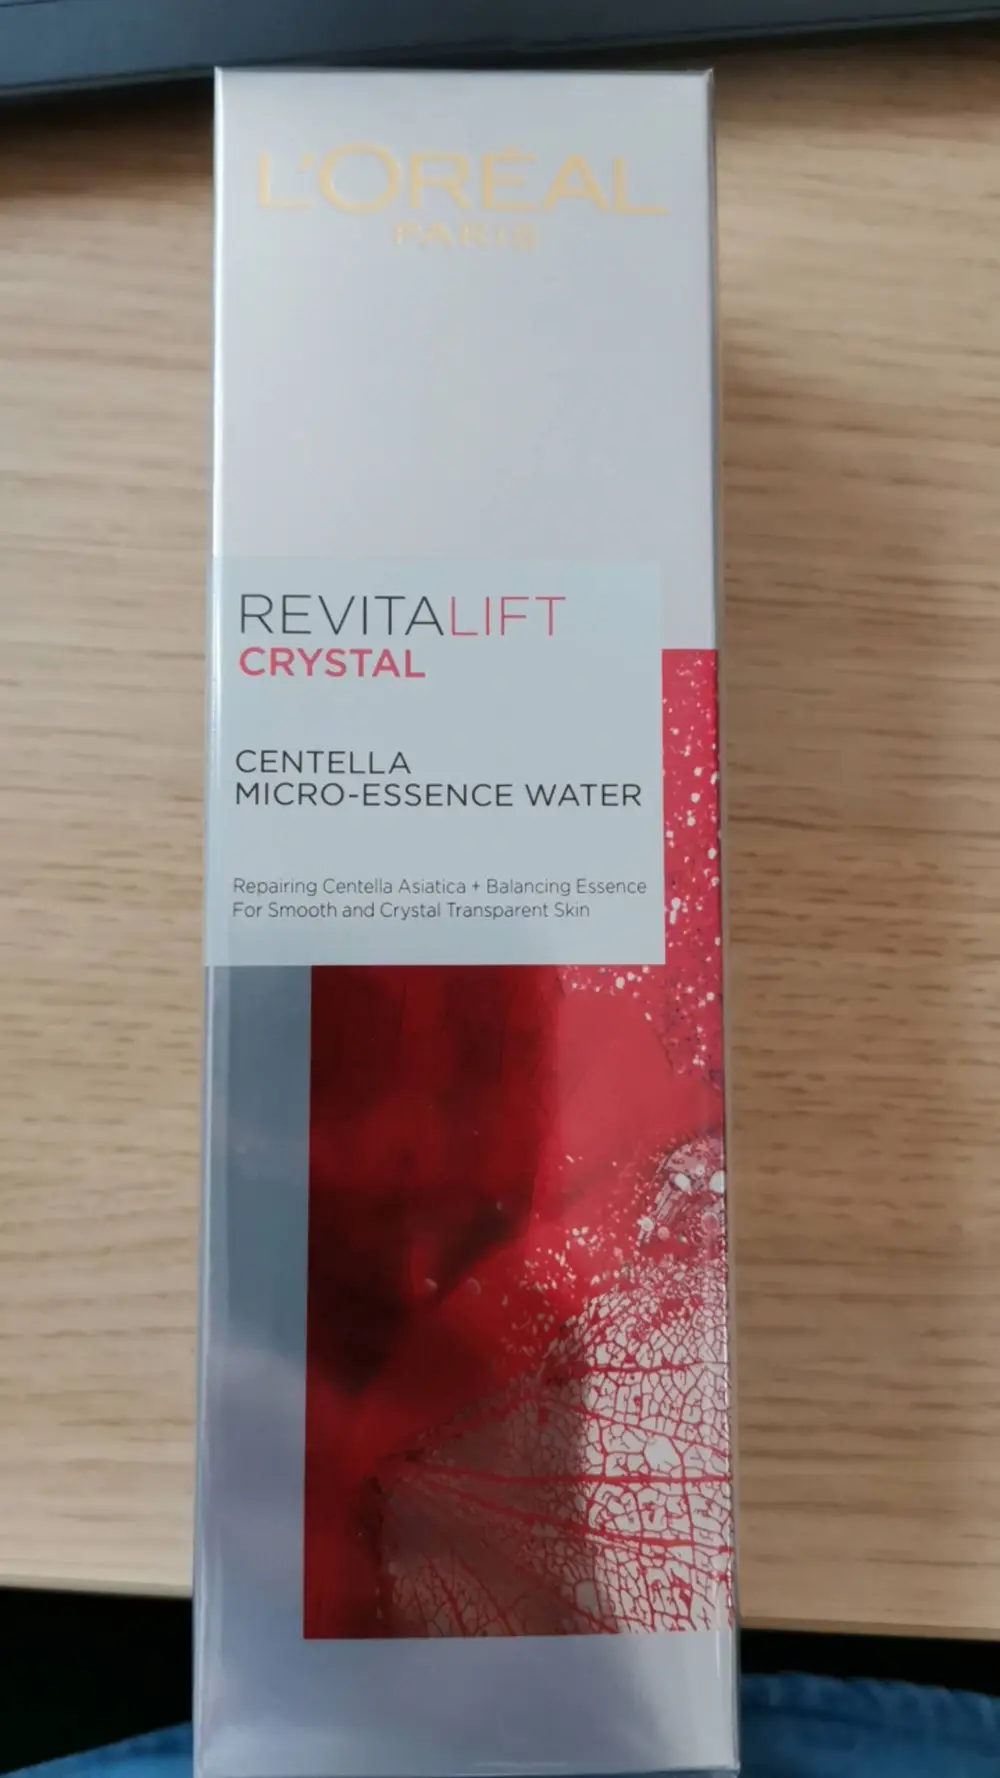 L'ORÉAL
PARIS
REVITALIFT
CRYSTAL
CENTELLA
MICRO-ESSENCE WATER
Repairing Centella Asiatica + Balancing Essence
For Smooth and Crystal Transparent Skin